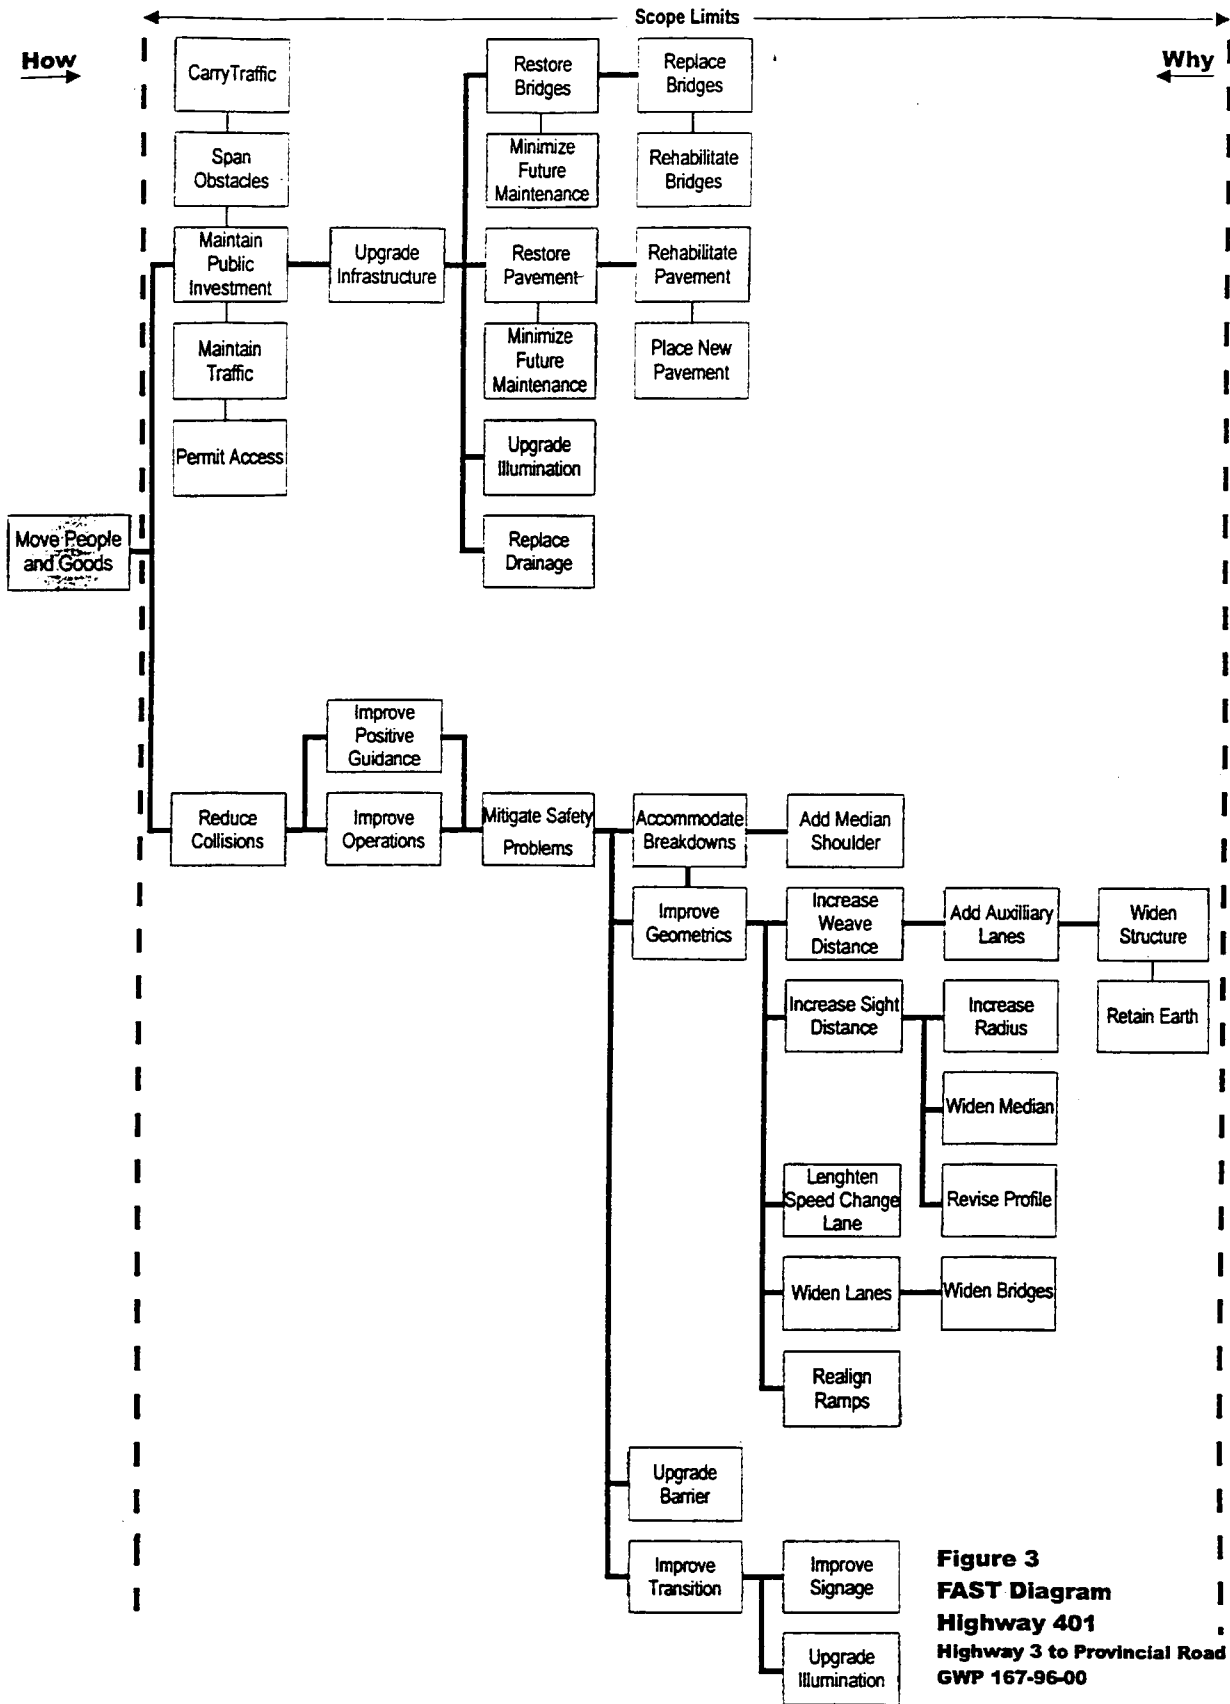 Scope Limits
How
Why
CarryTraffic
Span
Obstacles
Maintain
Public
Investment
Maintain
Traffic
Permit Access
Upgrade
Infrastructure
Restore
Bridges
Replace
Bridges
Minimize
Future
Maintenance
Rehabilitate
Bridges
Restore
Pavement
Rehabilitate
Pavement
Minimize
Future
Maintenance
Place New
Pavement
Upgrade
Illumination
Replace
Drainage
Move People
and Goods
Improve
Positive
Guidance
Reduce
Collisions
Improve
Operations
Mitigate Safety
Problems
Accommodate
Breakdowns
Add Median
Shoulder
Improve
Geometrics
Increase
Weave
Distance
Add Auxiliary
Lanes
Widen
Structure
Increase Sight
Distance
Increase
Radius
Retain Earth
Widen Median
Lenghten
Speed Change
Lane
Revise Profile
Widen Lanes
Widen Bridges
Realign
Ramps
Upgrade
Barrier
Improve
Transition
Improve
Signage
Upgrade
Illumination
Figure 3
FAST Diagram
Highway 401
Highway 3 to Provincial Road
GWP 167-96-00